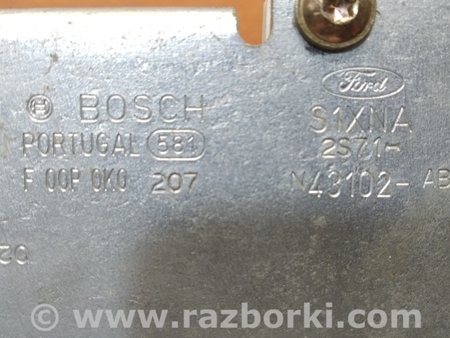 BOSCH
PORTUGAL 581
F 00P 0K0 207
Ford
S1XNA
2S71-
N43102- AB
www.razborki.com